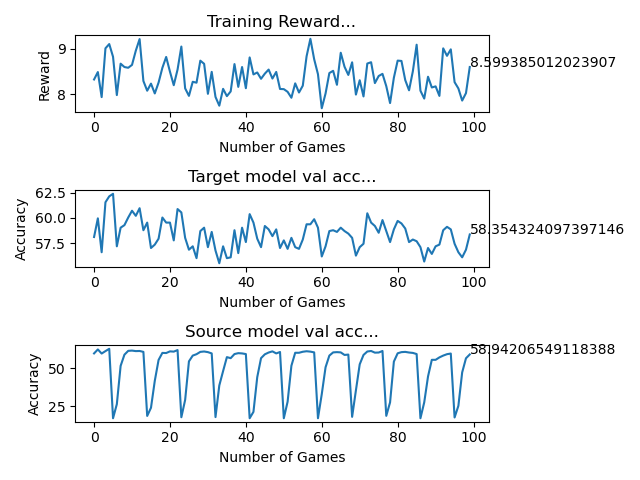 Training Reward...
Reward
9
8
8.599385012023907
0 20 40 60 80 100
Number of Games
Target model val acc...
Accuracy
62.5
60.0
57.5
58.354324097397146
0 20 40 60 80 100
Number of Games
Source model val acc...
Accuracy
50
25
58.94206549118388
0 20 40 60 80 100
Number of Games